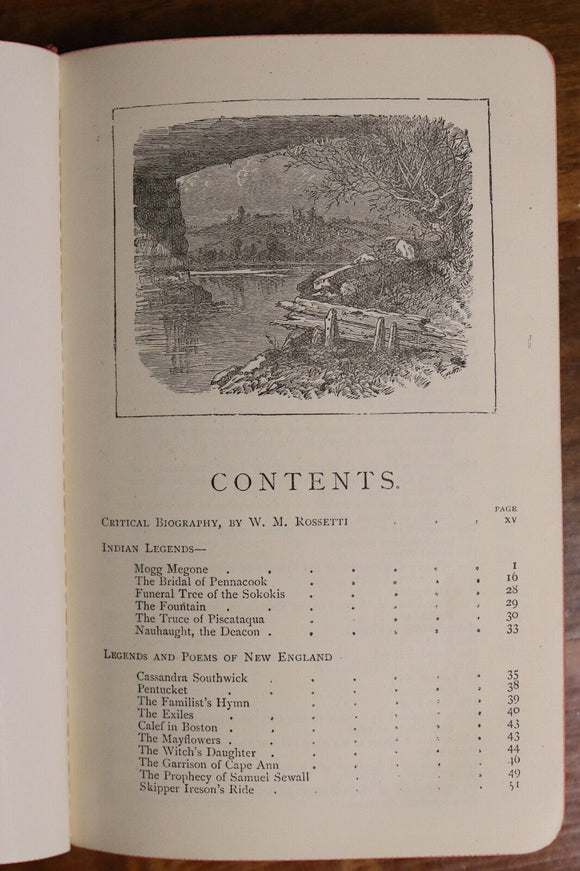 CONTENTS.
PAGE
CRITICAL BIOGRAPHY, BY W. M. ROSSETTI . . . XV
INDIAN LEGENDS—
Mogg Megone . . . . . . . 1
The Bridal of Pennacook . . . . . 16
Funeral Tree of the Sokokis . . . . . 28
The Fountain . . . . . . 29
The Truce of Piscataqua . . . . . 30
Nauhaught, the Deacon . . . . . . 33
LEGENDS AND POEMS OF NEW ENGLAND
Cassandra Southwick . . . . . . 35
Pentucket . . . . . . . 38
The Familist's Hymn . . . . . 39
The Exiles . . . . . . . 40
Calef in Boston . . . . . . 43
The Mayflowers . . . . . . 43
The Witch's Daughter . . . . . . 44
The Garrison of Cape Ann . . . . . 46
The Prophecy of Samuel Sewall . . . . 49
Skipper Ireson's Ride . . . . . . 51